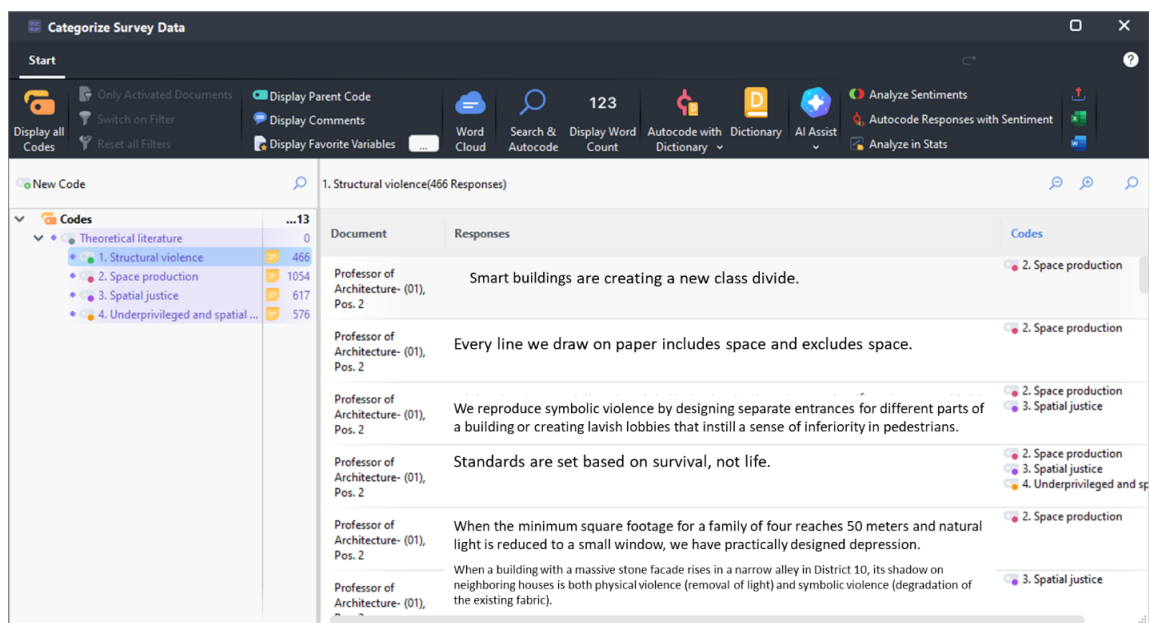 Categorize Survey Data
Start
Display all
Codes
Only Activated Documents
Switch on Filter
Reset all Filters
Display Parent Code
Display Comments
Display Favorite Variables
...
Word
Cloud
Search &
Autocode
123
Display Word
Count
Autocode with
Dictionary
Dictionary
AI Assist
Analyze Sentiments
Autocode Responses with Sentiment
Analyze in Stats
New Code
1. Structural violence(466 Responses)
Codes ...13
Theoretical literature 0
1. Structural violence 466
2. Space production 1054
3. Spatial justice 617
4. Underprivileged and spatial ... 576
Document Responses Codes
Professor of
Architecture- (01),
Pos. 2
Smart buildings are creating a new class divide.
2. Space production
Professor of
Architecture- (01),
Pos. 2
Every line we draw on paper includes space and excludes space.
2. Space production
Professor of
Architecture- (01),
Pos. 2
We reproduce symbolic violence by designing separate entrances for different parts of
a building or creating lavish lobbies that instill a sense of inferiority in pedestrians.
2. Space production
3. Spatial justice
Professor of
Architecture- (01),
Pos. 2
Standards are set based on survival, not life.
2. Space production
3. Spatial justice
4. Underprivileged and sp
Professor of
Architecture- (01),
Pos. 2
When the minimum square footage for a family of four reaches 50 meters and natural
light is reduced to a small window, we have practically designed depression.
2. Space production
Professor of
Architecture- (01),
When a building with a massive stone facade rises in a narrow alley in District 10, its shadow on
neighboring houses is both physical violence (removal of light) and symbolic violence (degradation of
the existing fabric).
3. Spatial justice